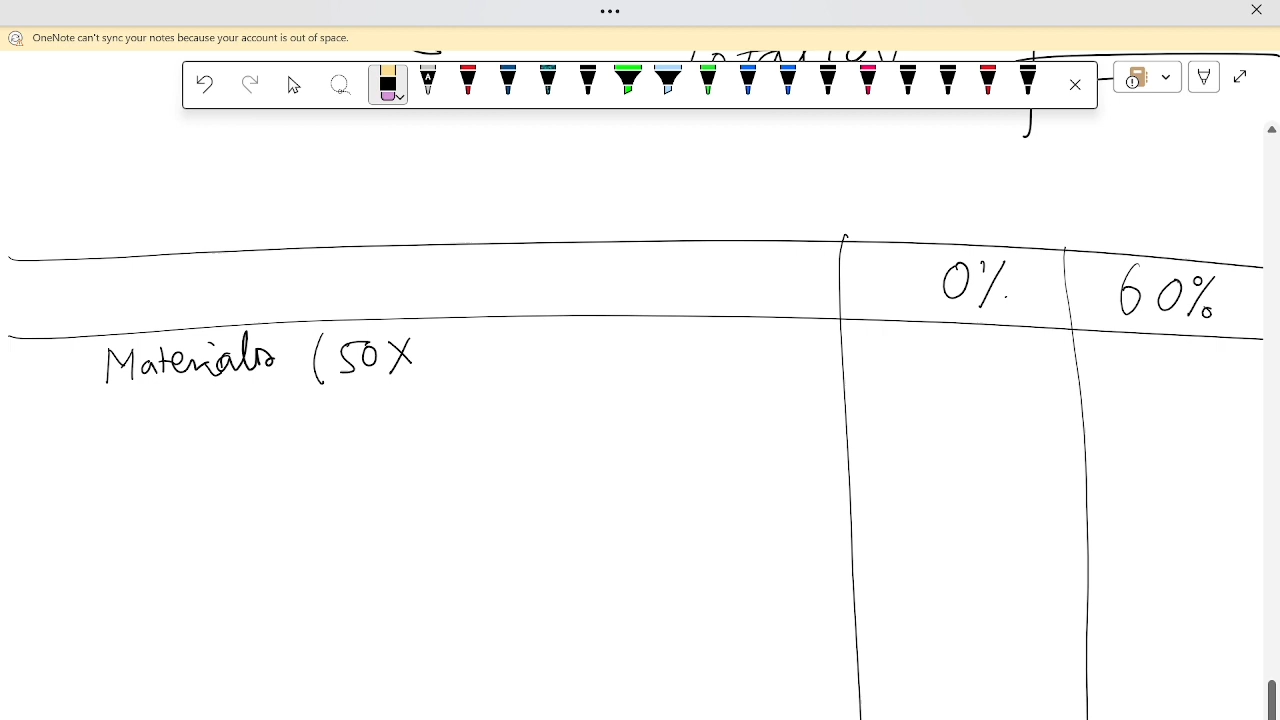 OneNote can't sync your notes because your account is out of space.
A
0% 60%
Materials (50X